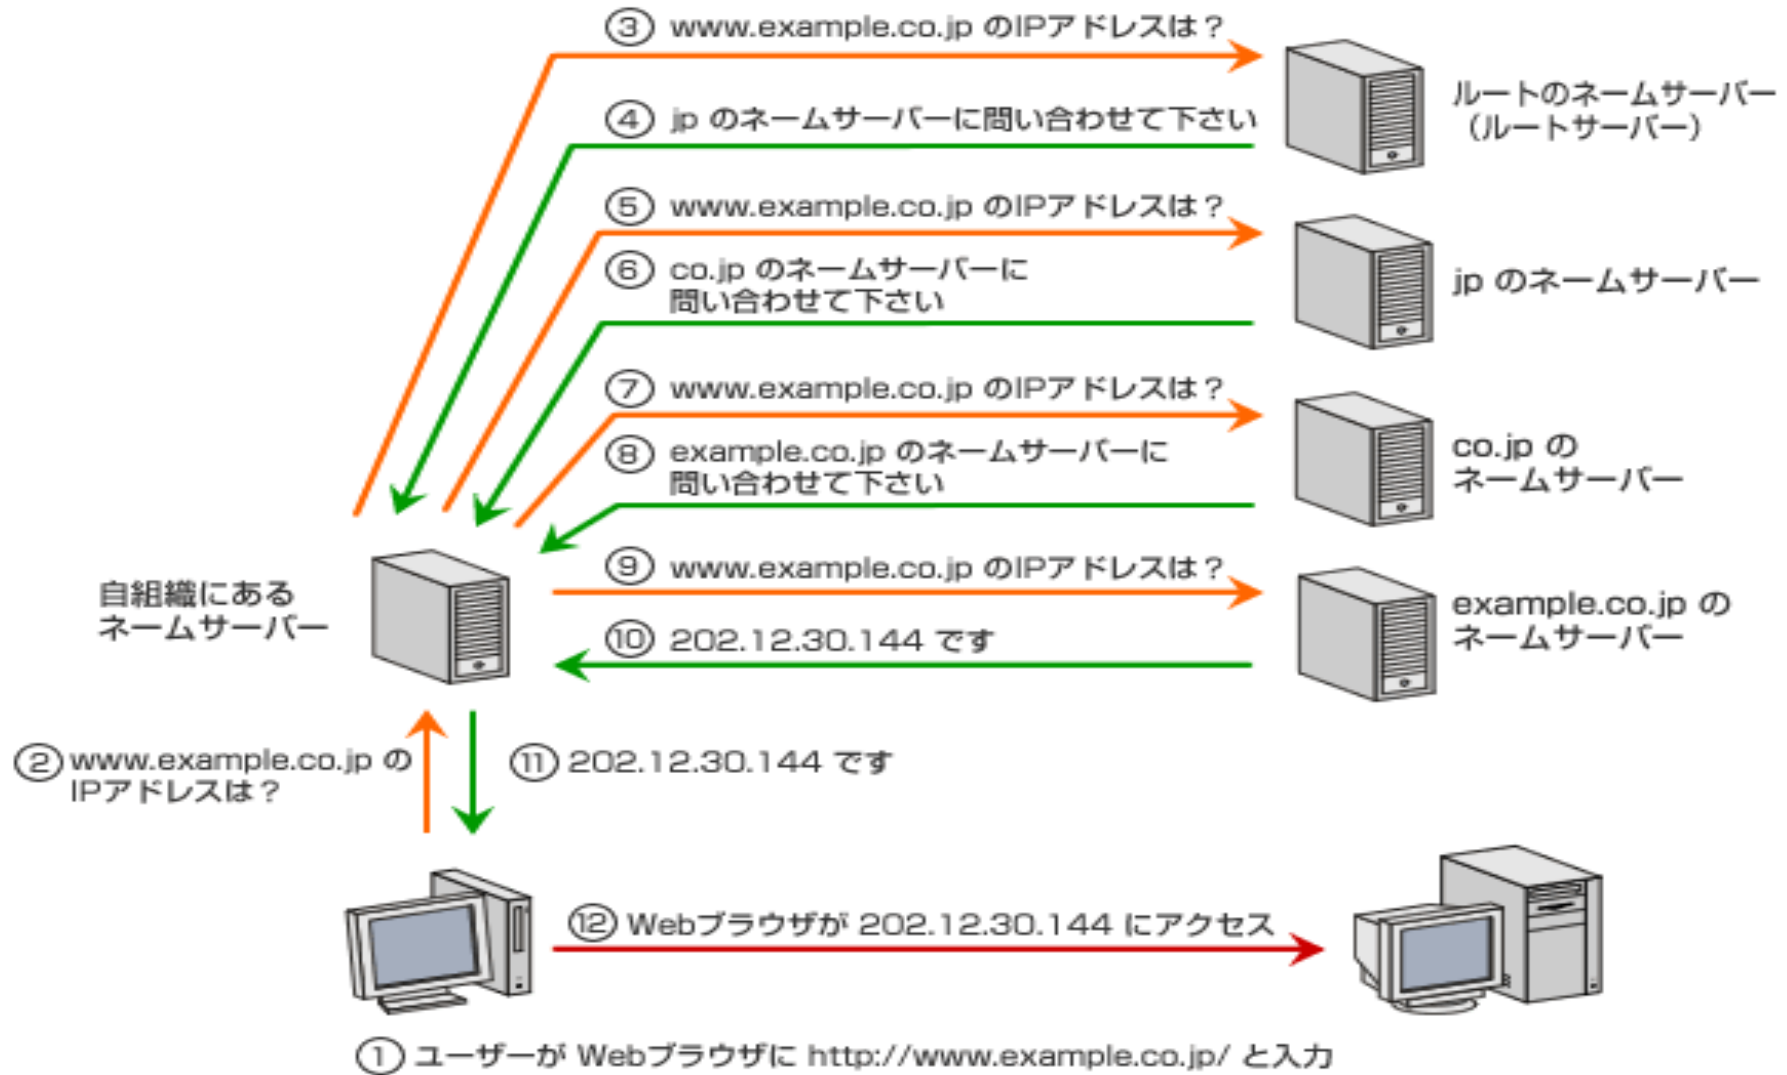 ③ www.example.co.jp のIPアドレスは？
ルートのネームサーバー
（ルートサーバー）
④ jp のネームサーバーに問い合わせて下さい
⑤ www.example.co.jp のIPアドレスは？
⑥ co.jp のネームサーバーに
問い合わせて下さい
jp のネームサーバー
⑦ www.example.co.jp のIPアドレスは？
⑧ example.co.jp のネームサーバーに
問い合わせて下さい
co.jp の
ネームサーバー
⑨ www.example.co.jp のIPアドレスは？
自組織にある
ネームサーバー
example.co.jp の
ネームサーバー
⑩ 202.12.30.144 です
② www.example.co.jp の
IPアドレスは？
⑪ 202.12.30.144 です
⑫ Webブラウザが 202.12.30.144 にアクセス
① ユーザーが Webブラウザに http://www.example.co.jp/ と入力